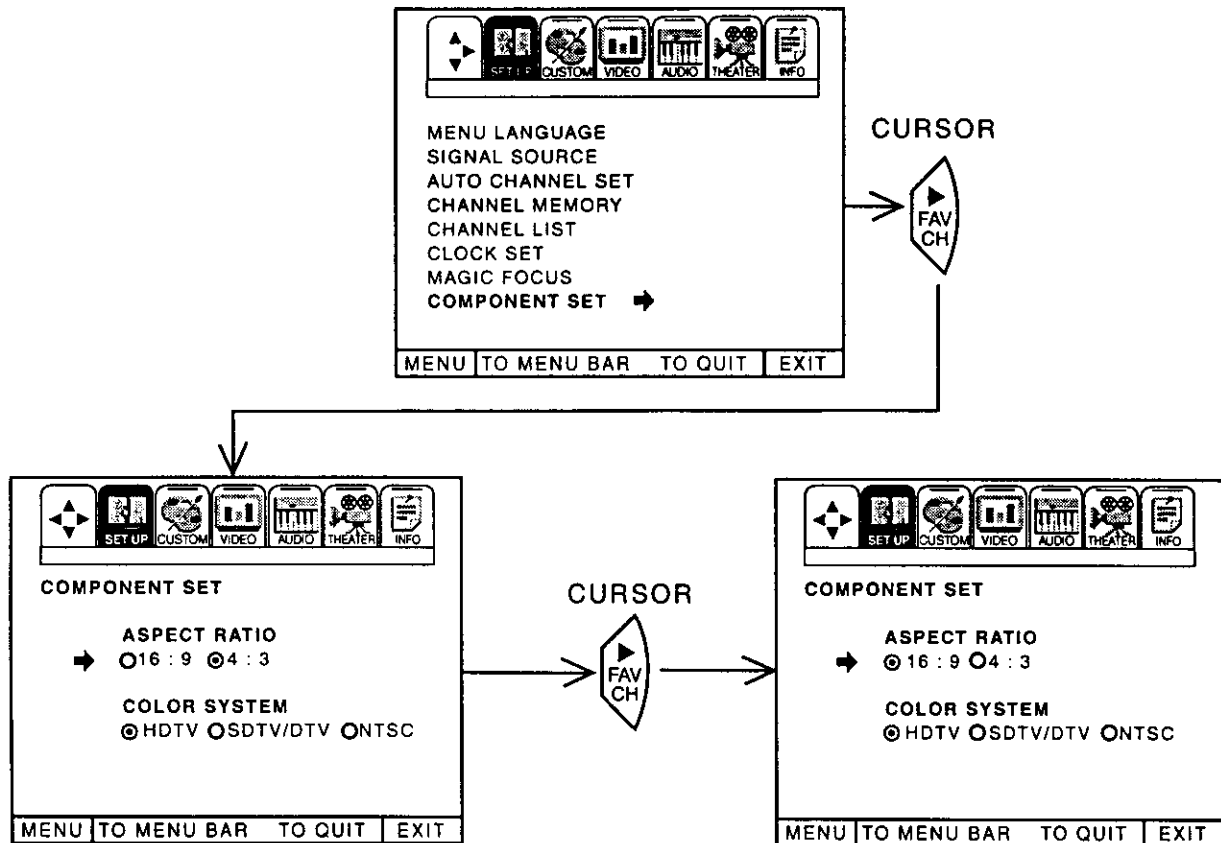 SET UP CUSTOM VIDEO AUDIO THEATER INFO
MENU LANGUAGE
SIGNAL SOURCE
AUTO CHANNEL SET
CHANNEL MEMORY
CHANNEL LIST
CLOCK SET
MAGIC FOCUS
COMPONENT SET
MENU TO MENU BAR TO QUIT EXIT
CURSOR
FAV
CH
SET UP CUSTOM VIDEO AUDIO THEATER INFO
COMPONENT SET
ASPECT RATIO
16 : 9 4 : 3
COLOR SYSTEM
HDTV SDTV/DTV NTSC
MENU TO MENU BAR TO QUIT EXIT
CURSOR
FAV
CH
SET UP CUSTOM VIDEO AUDIO THEATER INFO
COMPONENT SET
ASPECT RATIO
16 : 9 4 : 3
COLOR SYSTEM
HDTV SDTV/DTV NTSC
MENU TO MENU BAR TO QUIT EXIT